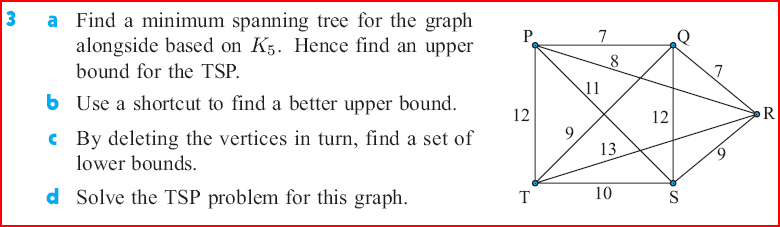 3 a Find a minimum spanning tree for the graph
alongside based on K5. Hence find an upper
bound for the TSP.
b Use a shortcut to find a better upper bound.
c By deleting the vertices in turn, find a set of
lower bounds.
d Solve the TSP problem for this graph.
P 7 Q
8
7
11
12
12
R
9
13
9
T 10 S